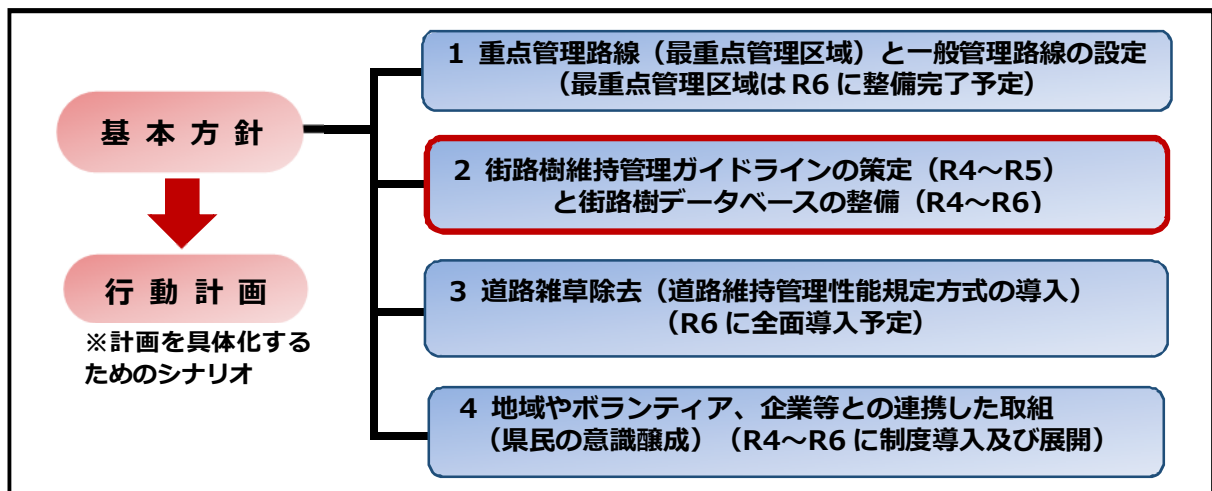 基本方針
行動計画
※計画を具体化する
ためのシナリオ
1 重点管理路線（最重点管理区域）と一般管理路線の設定
（最重点管理区域は R6 に整備完了予定）
2 街路樹維持管理ガイドラインの策定（R4～R5）
と街路樹データベースの整備（R4～R6）
3 道路雑草除去（道路維持管理性能規定方式の導入）
（R6 に全面導入予定）
4 地域やボランティア、企業等との連携した取組
（県民の意識醸成）（R4～R6 に制度導入及び展開）